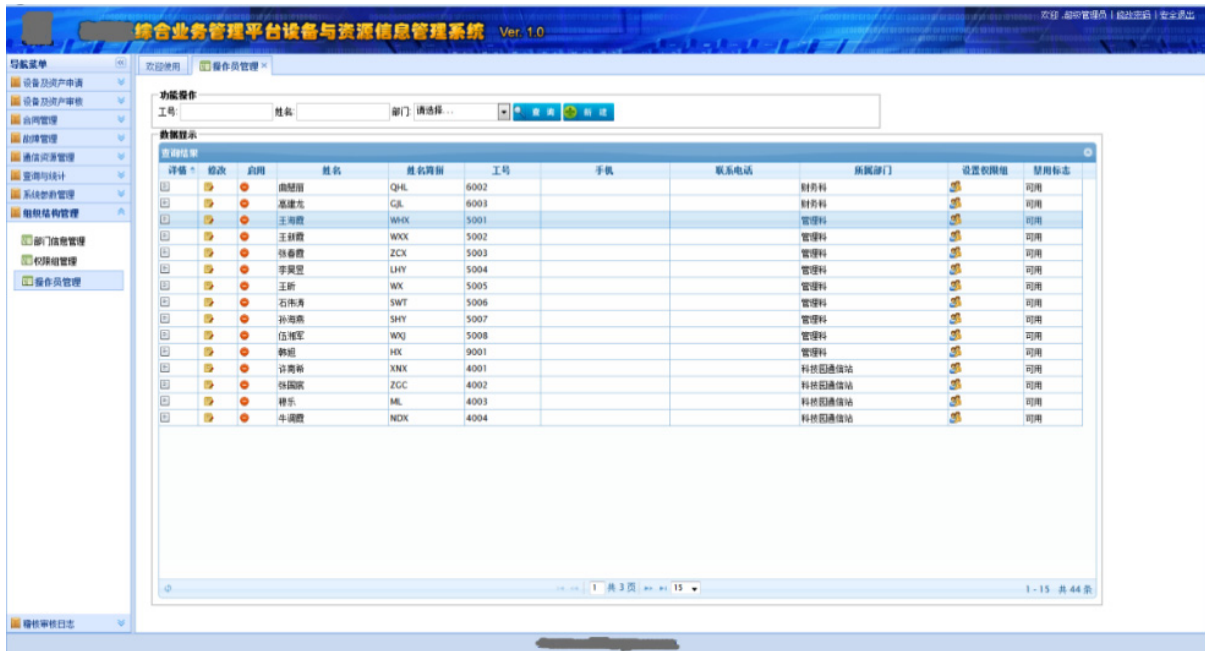 综合业务管理平台设备与资源信息管理系统 Ver. 1.0
欢迎 ,超级管理员 | 修改密码 | 安全退出
导航菜单
欢迎使用 操作员管理
设备及资产申请
设备及资产审核
合同管理
故障管理
通信资源管理
查询与统计
系统参数管理
组织结构管理
部门信息管理
权限组管理
操作员管理
稽核审核日志
功能操作
工号: 姓名: 部门: 请选择... 查 询 新 建
数据显示
查询结果
详情 修改 启用 姓名 姓名简拼 工号 手机 联系电话 所属部门 设置权限组 禁用标志
曲慧丽 QHL 6002 财务科 可用
高建龙 GJL 6003 财务科 可用
王海霞 WHX 5001 管理科 可用
王新霞 WXX 5002 管理科 可用
张春霞 ZCX 5003 管理科 可用
李昊昱 LHY 5004 管理科 可用
王昕 WX 5005 管理科 可用
石伟涛 SWT 5006 管理科 可用
孙海燕 SHY 5007 管理科 可用
伍湘军 WXJ 5008 管理科 可用
韩旭 HX 9001 管理科 可用
许南新 XNX 4001 科技园通信站 可用
张国宾 ZGC 4002 科技园通信站 可用
穆乐 ML 4003 科技园通信站 可用
牛调霞 NDX 4004 科技园通信站 可用
1 共 3 页 15
1 - 15 共 44 条